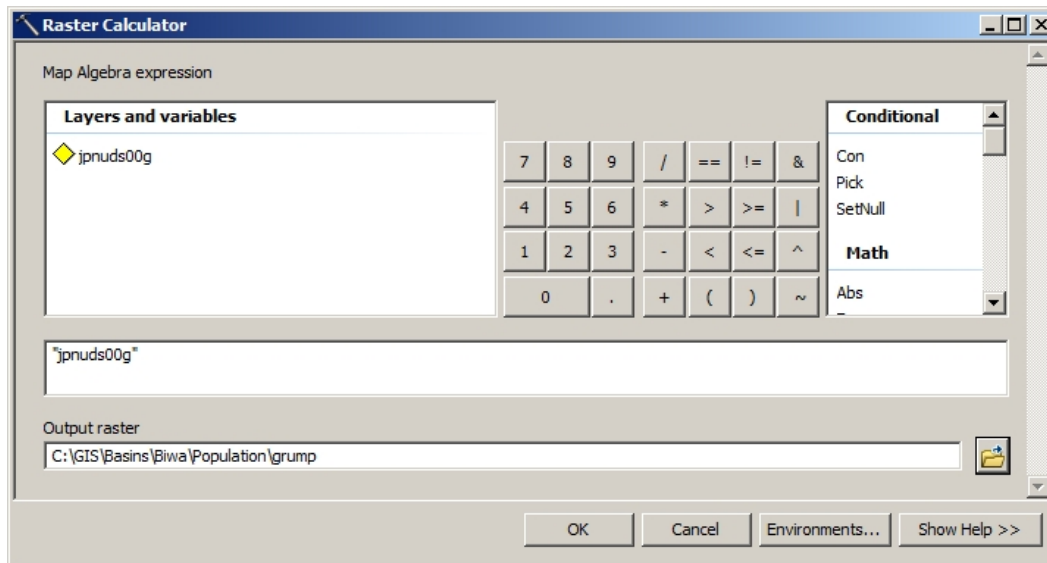 Raster Calculator
Map Algebra expression
Layers and variables
jpnuds00g
7 8 9 / == != &
4 5 6 * > >= |
1 2 3 - < <= ^
0 . + ( ) ~
Conditional
Con
Pick
SetNull
Math
Abs
"jpnuds00g"
Output raster
C:\GIS\Basins\Biwa\Population\grump
OK Cancel Environments... Show Help >>